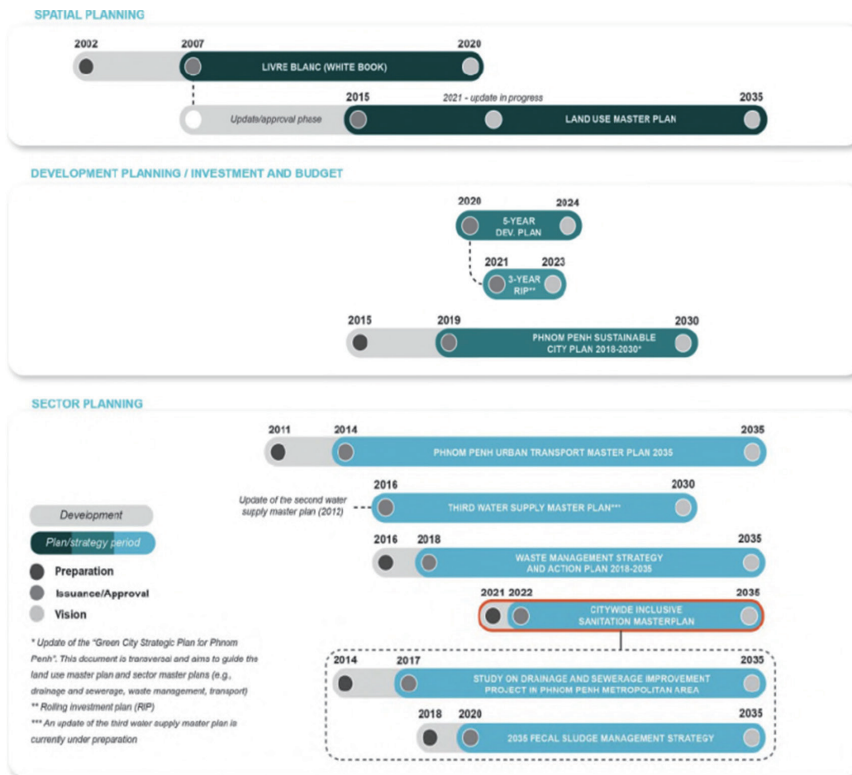 SPATIAL PLANNING
2002
2007
2020
LIVRE BLANC (WHITE BOOK)
2015
2021 - update in progress
2035
Update/approval phase
LAND USE MASTER PLAN
DEVELOPMENT PLANNING / INVESTMENT AND BUDGET
2020
2024
5-YEAR
DEV. PLAN
2021
2023
3-YEAR
RIP**
2015
2019
2030
PHNOM PENH SUSTAINABLE
CITY PLAN 2018-2030*
SECTOR PLANNING
2011
2014
2035
PHNOM PENH URBAN TRANSPORT MASTER PLAN 2035
2016
2030
Update of the second water
supply master plan (2012)
THIRD WATER SUPPLY MASTER PLAN***
2016
2018
2035
WASTE MANAGEMENT STRATEGY
AND ACTION PLAN 2018-2035
2021
2022
2035
CITYWIDE INCLUSIVE
SANITATION MASTERPLAN
2014
2017
2035
STUDY ON DRAINAGE AND SEWERAGE IMPROVEMENT
PROJECT IN PHNOM PENH METROPOLITAN AREA
2018
2020
2035
2035 FECAL SLUDGE MANAGEMENT STRATEGY
Development
Plan/strategy period
Preparation
Issuance/Approval
Vision
* Update of the "Green City Strategic Plan for Phnom
Penh". This document is transversal and aims to guide the
land use master plan and sector master plans (e.g.,
drainage and sewerage, waste management, transport)
** Rolling investment plan (RIP)
*** An update of the third water supply master plan is
currently under preparation